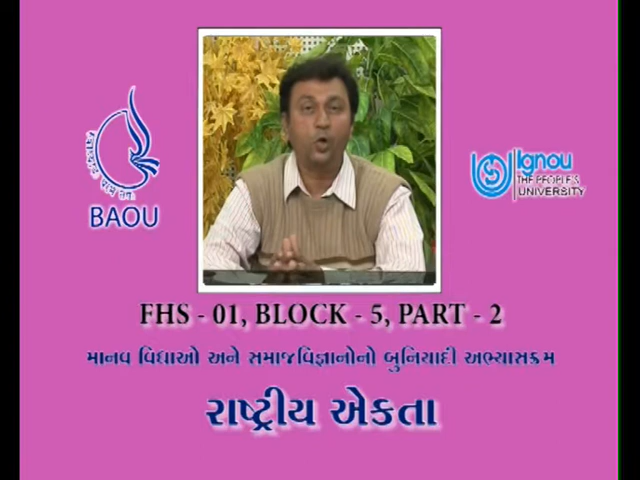 BAOU
Ignou
THE PEOPLE'S
UNIVERSITY
FHS - 01, BLOCK - 5, PART - 2
માનવ વિદ્યાઓ અને સમાજવિજ્ઞાનોનો બુનિયાદી અભ્યાસક્રમ
રાષ્ટ્રીય એકતા